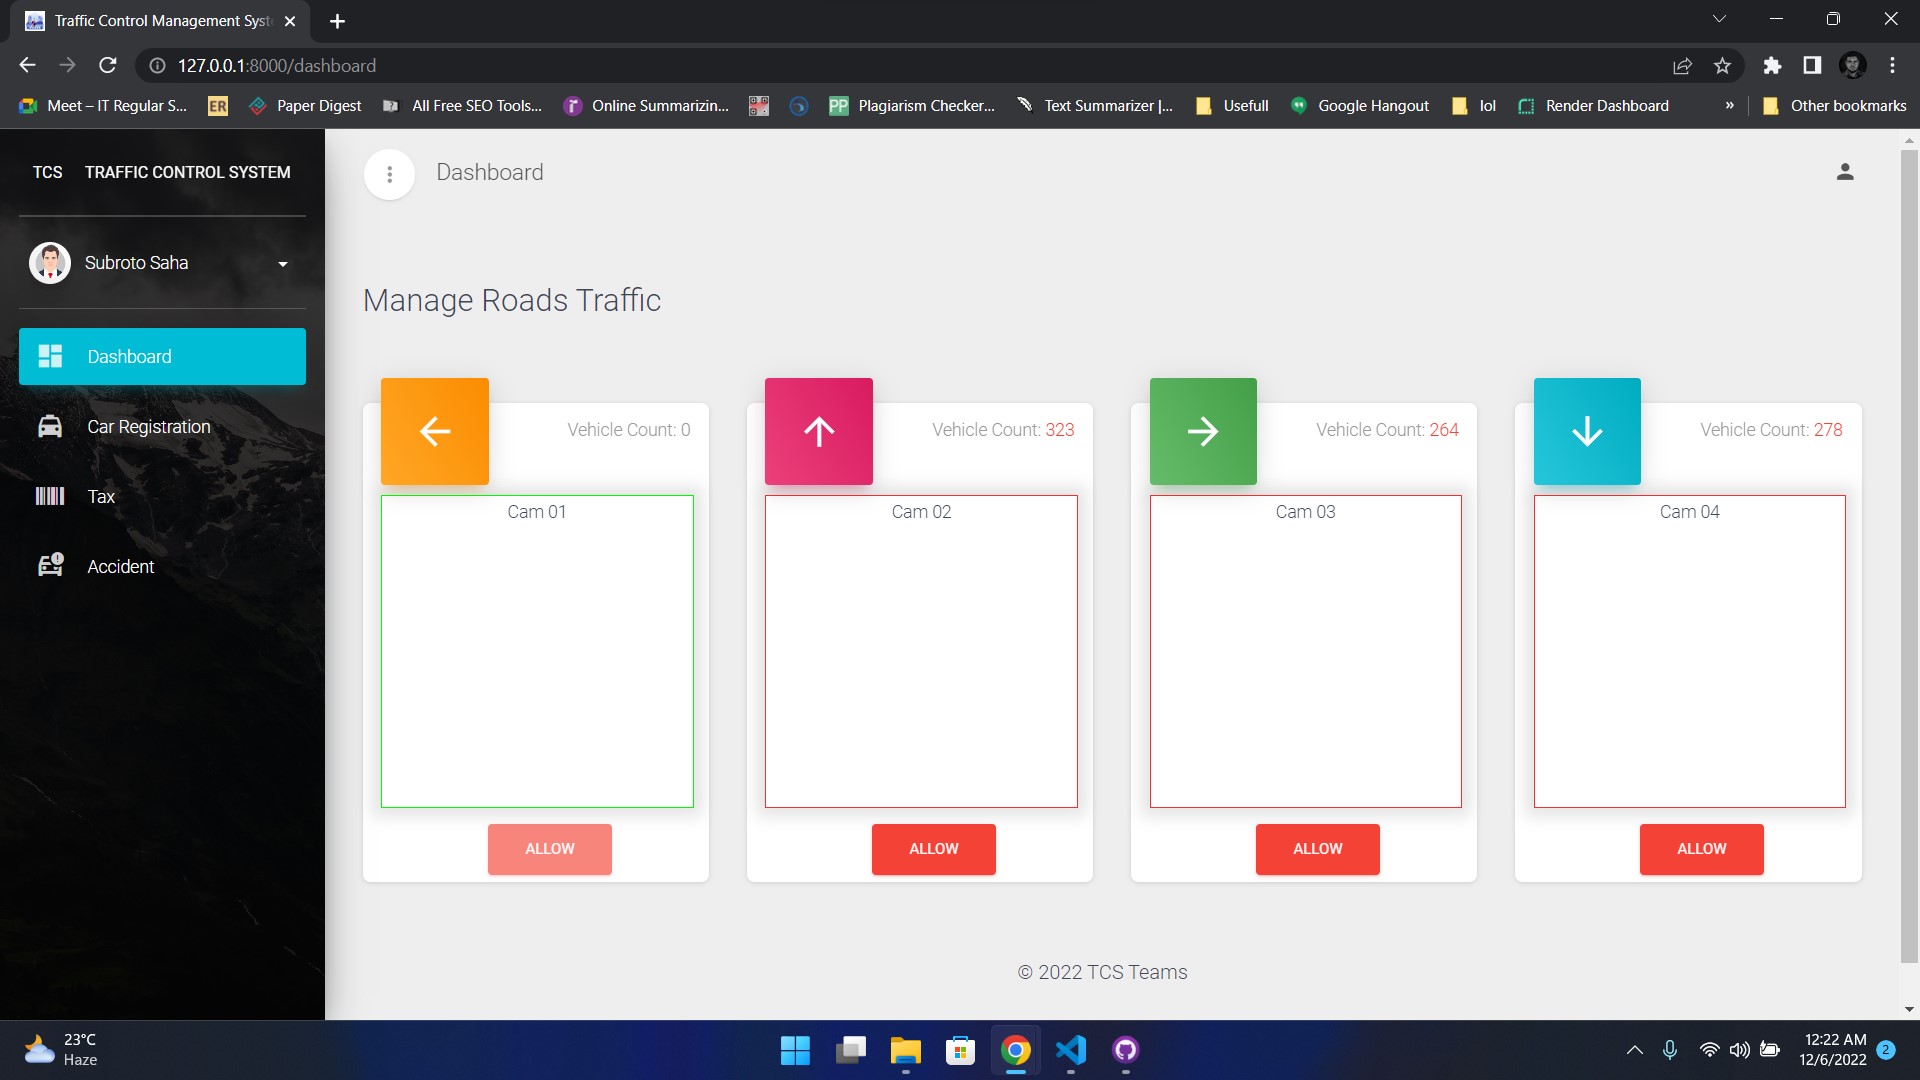 Traffic Control Management Syst
127.0.0.1:8000/dashboard
Meet – IT Regular S...
ER
Paper Digest
All Free SEO Tools...
Online Summarizin...
PP
Plagiarism Checker...
Text Summarizer |...
Usefull
Google Hangout
lol
Render Dashboard
»
Other bookmarks
TCS TRAFFIC CONTROL SYSTEM
Subroto Saha
Dashboard
Car Registration
Tax
Accident
Dashboard
Manage Roads Traffic
Vehicle Count: 0
Cam 01
ALLOW
Vehicle Count: 323
Cam 02
ALLOW
Vehicle Count: 264
Cam 03
ALLOW
Vehicle Count: 278
Cam 04
ALLOW
© 2022 TCS Teams
23°C
Haze
12:22 AM
12/6/2022
2